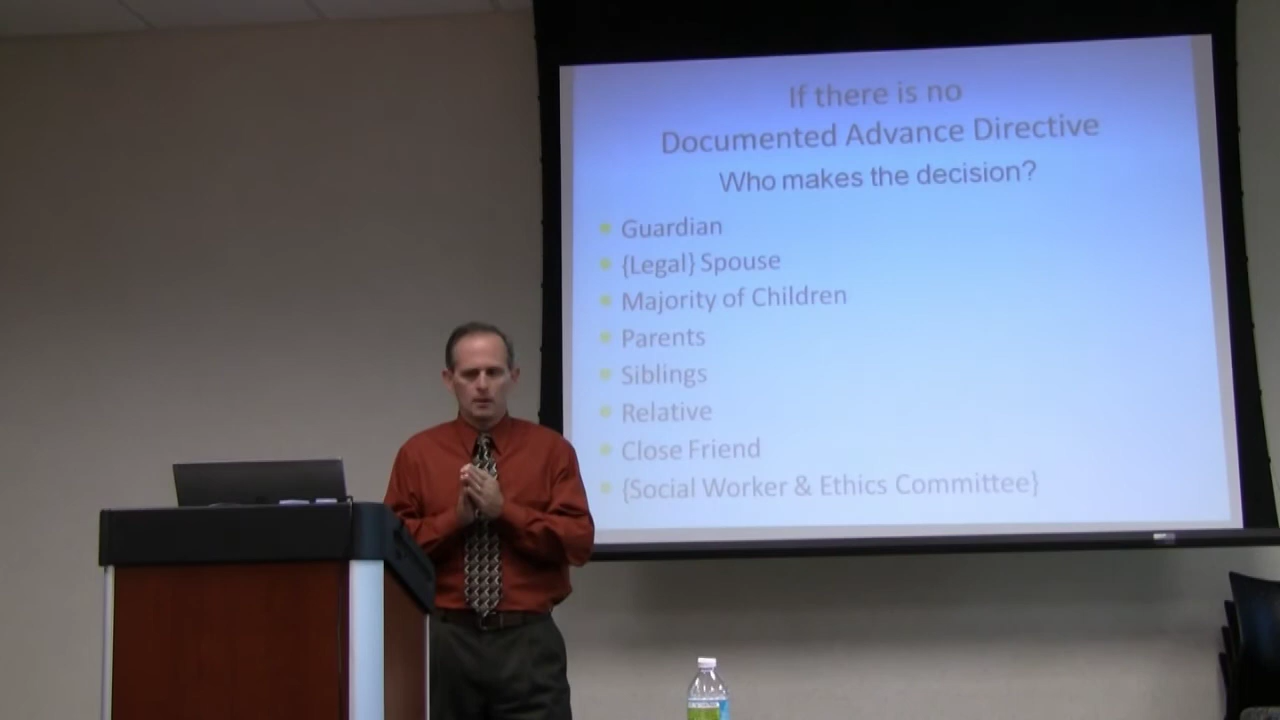 If there is no
Documented Advance Directive
Who makes the decision?
Guardian
{Legal} Spouse
Majority of Children
Parents
Siblings
Relative
Close Friend
{Social Worker & Ethics Committee}